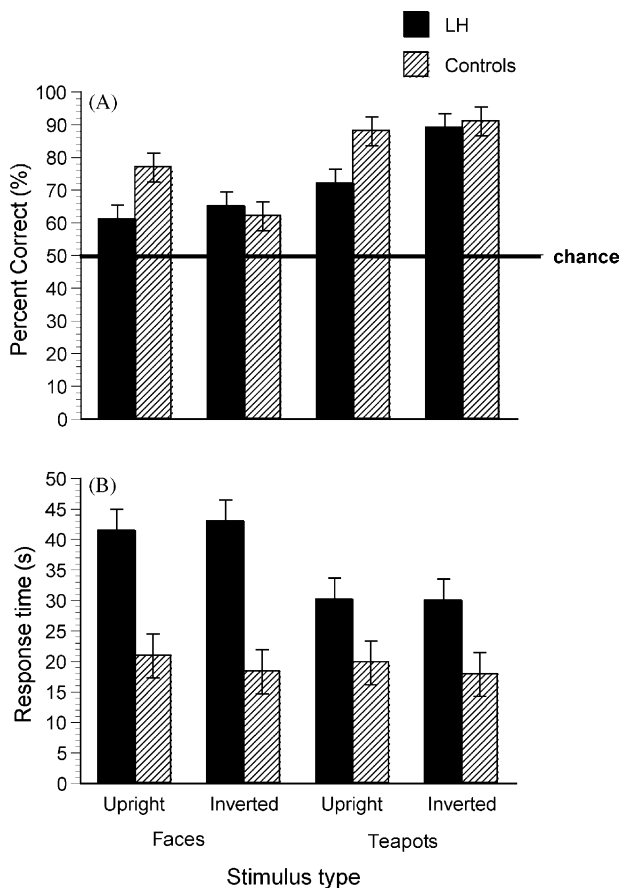 LH
Controls
(A)
Percent Correct (%)
100
90
80
70
60
50
40
30
20
10
0
chance
(B)
Response time (s)
50
45
40
35
30
25
20
15
10
5
0
Upright Inverted Upright Inverted
Faces Teapots
Stimulus type